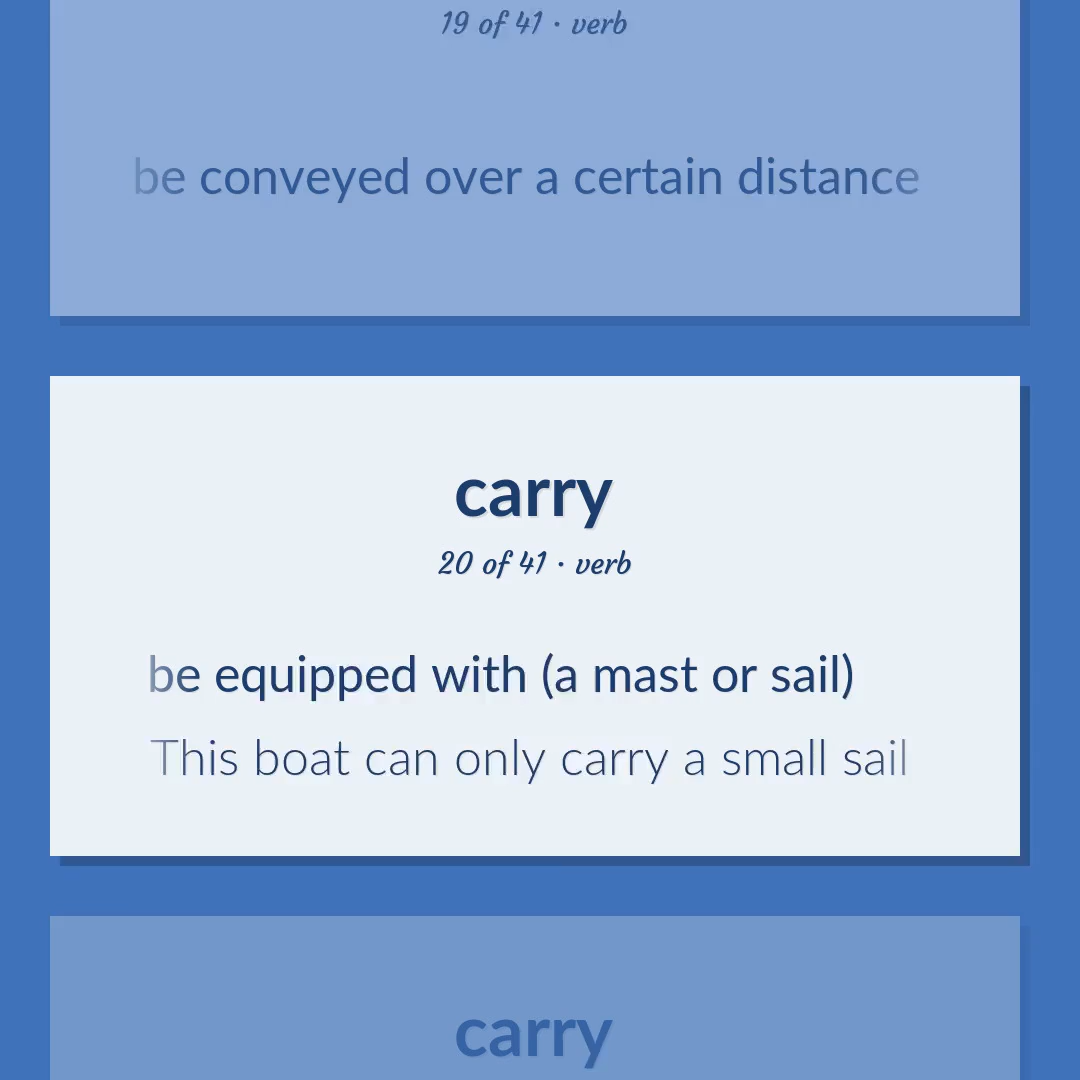 19 of 41 · verb
be conveyed over a certain distance
carry
20 of 41 · verb
be equipped with (a mast or sail)
This boat can only carry a small sail
carry